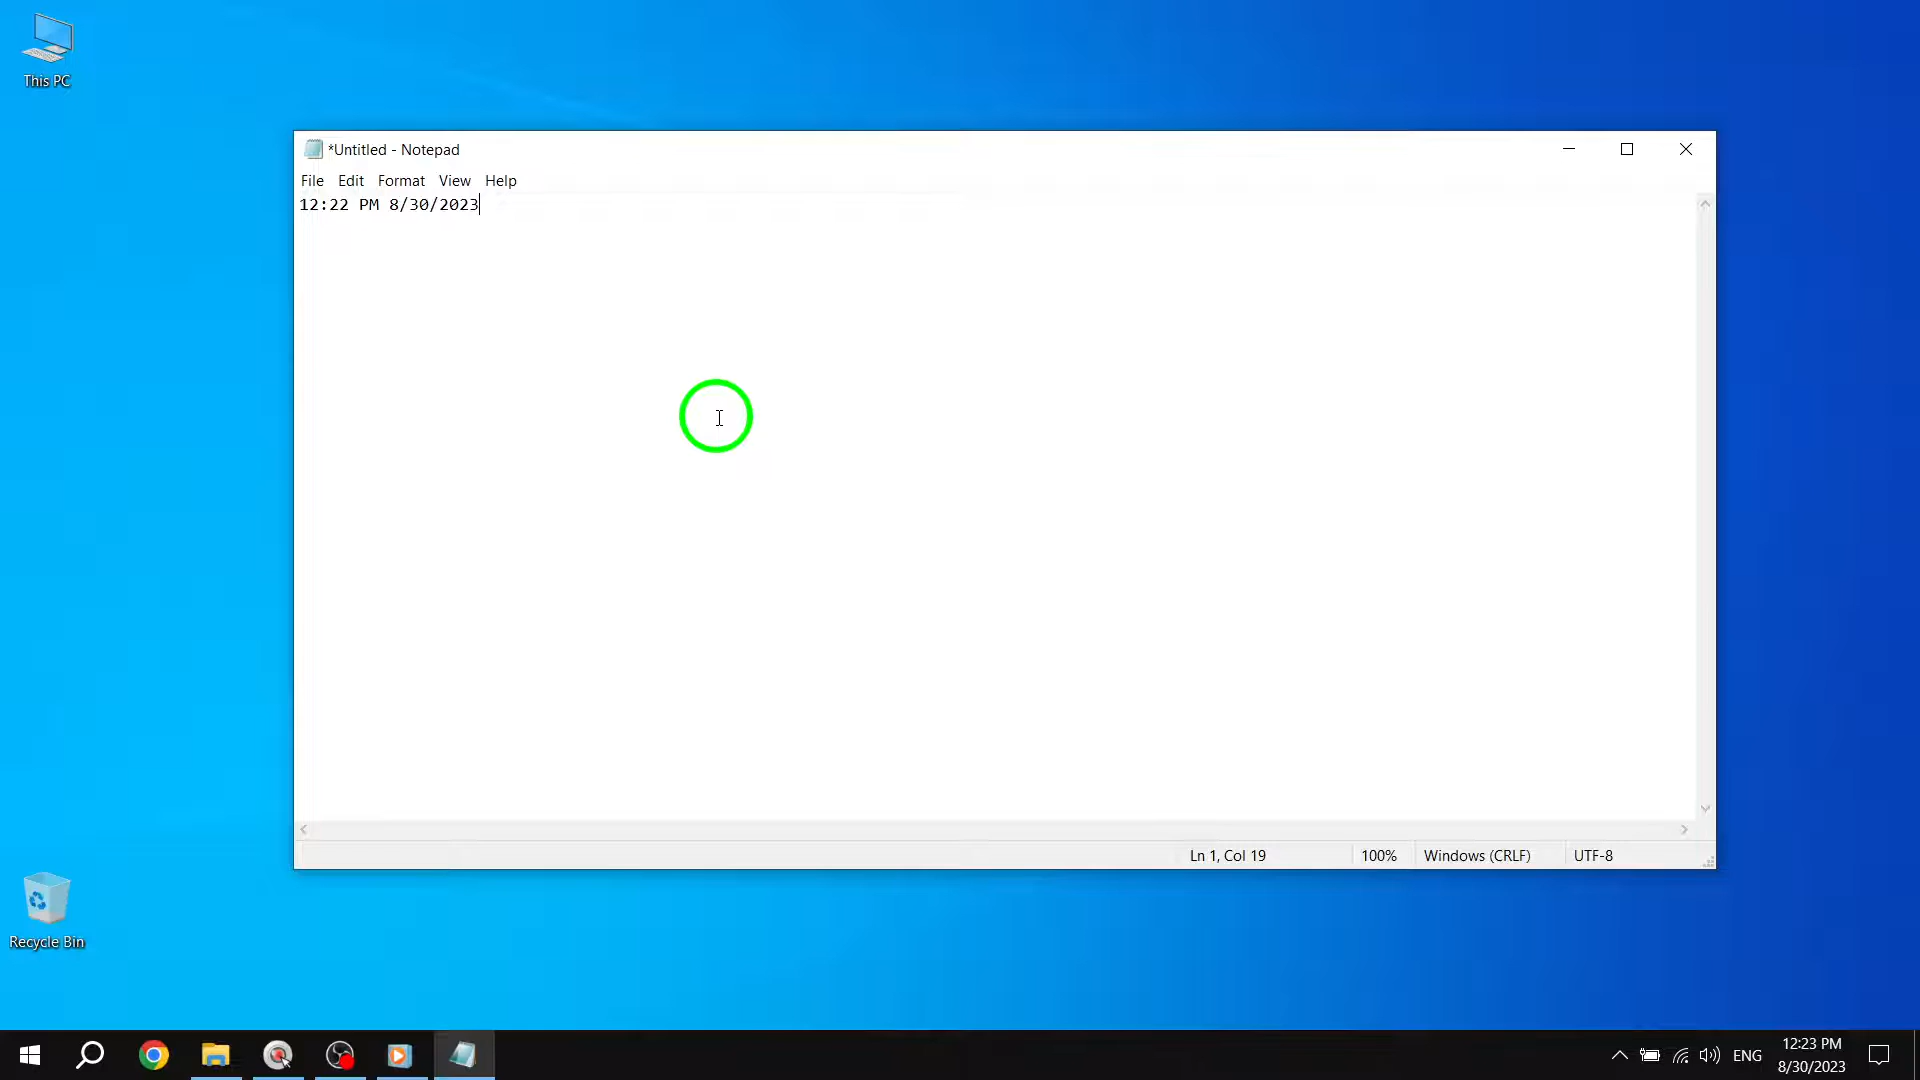 This PC
*Untitled - Notepad
File Edit Format View Help
12:22 PM 8/30/2023
Ln 1, Col 19 100% Windows (CRLF) UTF-8
Recycle Bin
ENG
12:23 PM
8/30/2023